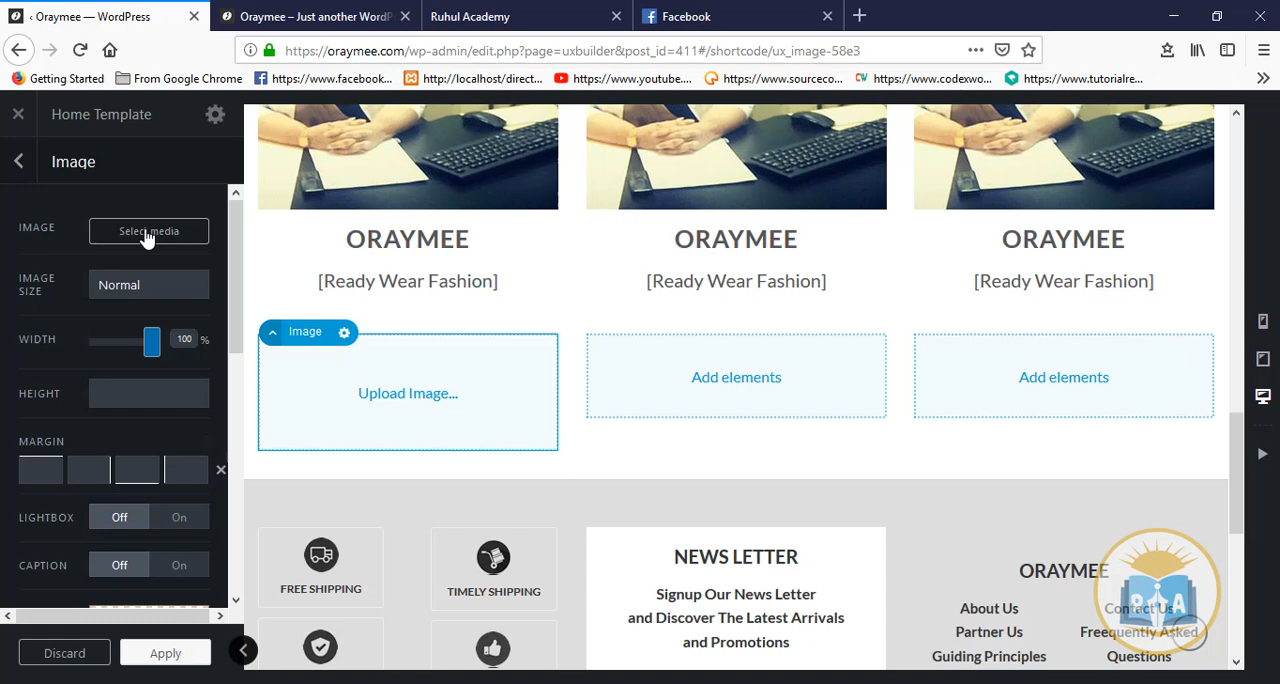 ‹ Oraymee — WordPress
Oraymee – Just another WordP
Ruhul Academy
Facebook
https://oraymee.com/wp-admin/edit.php?page=uxbuilder&post_id=411#/shortcode/ux_image-58e3
Getting Started
From Google Chrome
https://www.facebook...
http://localhost/direct...
https://www.youtube....
https://www.sourceco...
https://www.codexwo...
https://www.tutorialre...
Home Template
Image
IMAGE
Select media
IMAGE
SIZE
Normal
WIDTH
100 %
HEIGHT
MARGIN
LIGHTBOX
Off
On
CAPTION
Off
On
Discard
Apply
ORAYMEE
[Ready Wear Fashion]
ORAYMEE
[Ready Wear Fashion]
ORAYMEE
[Ready Wear Fashion]
Image
Upload Image...
Add elements
Add elements
FREE SHIPPING
TIMELY SHIPPING
NEWS LETTER
Signup Our News Letter
and Discover The Latest Arrivals
and Promotions
ORAYMEE
About Us
Contact Us
Partner Us
Freequently Asked
Guiding Principles
Questions